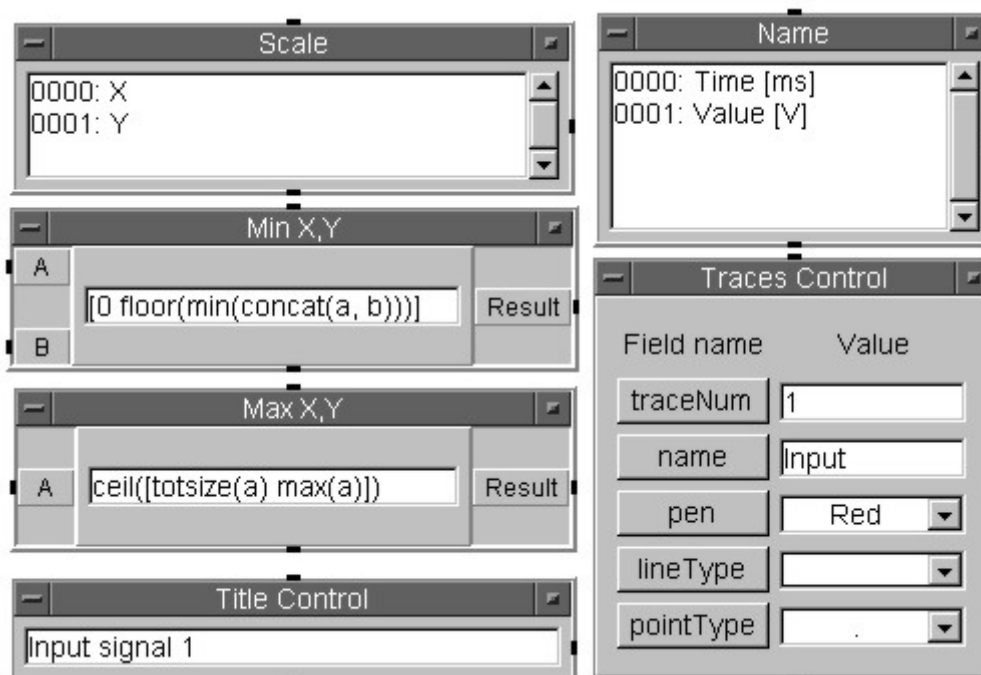 Scale
0000: X
0001: Y
Min X,Y
A
[0 floor(min(concat(a, b)))]
Result
B
Max X,Y
A
ceil([totsize(a) max(a)])
Result
Title Control
Input signal 1
Name
0000: Time [ms]
0001: Value [V]
Traces Control
Field name Value
traceNum 1
name Input
pen Red
lineType
pointType .